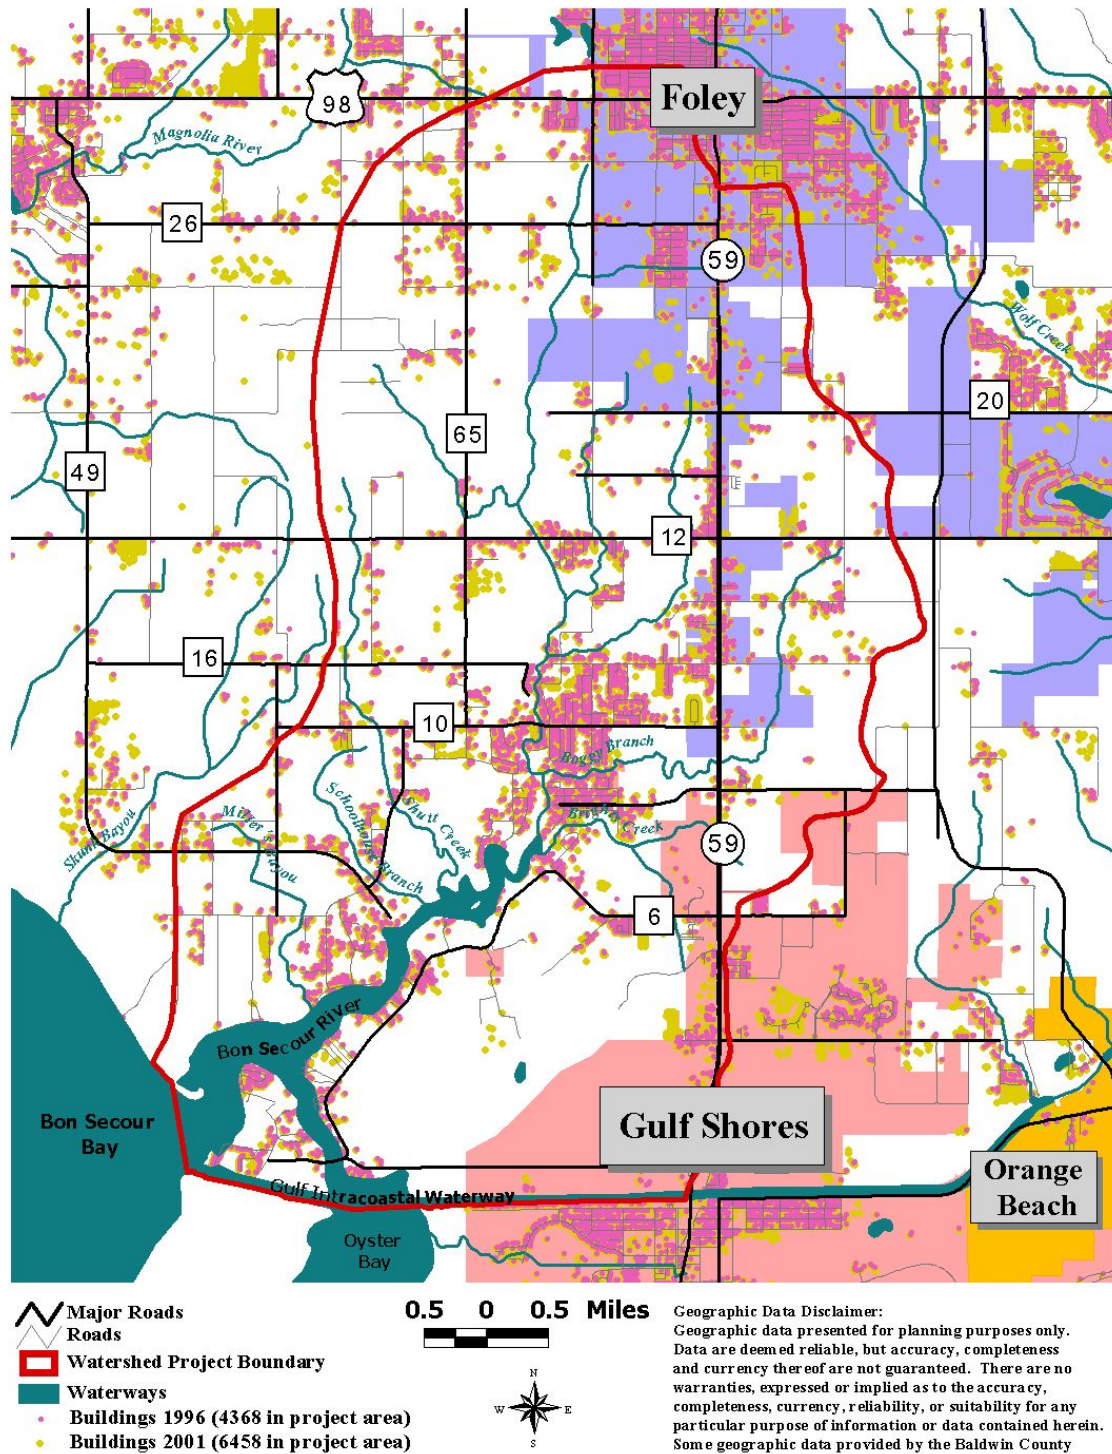 Foley
98
Magnolia River
26
59
Wolf Creek
20
65
49
12
16
10
Boggy Branch
Schoolhouse Branch
Shutt Creek
Skunk Bayou
Miller's Bayou
Brights Creek
59
6
Bon Secour River
Bon Secour
Bay
Gulf Shores
Orange
Beach
Gulf Intracoastal Waterway
Oyster
Bay
Major Roads
Roads
Watershed Project Boundary
Waterways
Buildings 1996 (4368 in project area)
Buildings 2001 (6458 in project area)
0.5 0 0.5 Miles
N
W E
S
Geographic Data Disclaimer:
Geographic data presented for planning purposes only.
Data are deemed reliable, but accuracy, completeness
and currency thereof are not guaranteed. There are no
warranties, expressed or implied as to the accuracy,
completeness, currency, reliability, or suitability for any
particular purpose of information or data contained herein.
Some geographic data provided by the Baldwin County